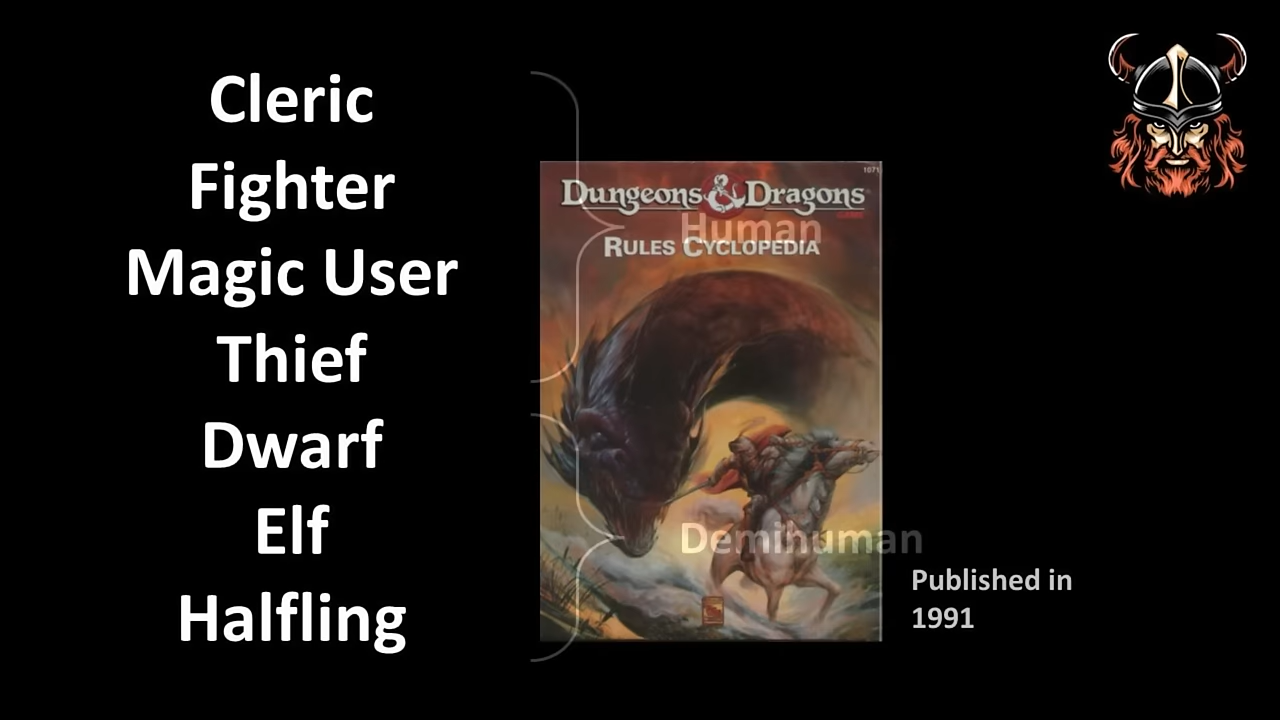 Cleric
Fighter
Magic User
Thief
Dwarf
Elf
Halfling
1071
Dungeons & Dragons
Human
RULES CYCLOPEDIA
Demihuman
Published in
1991